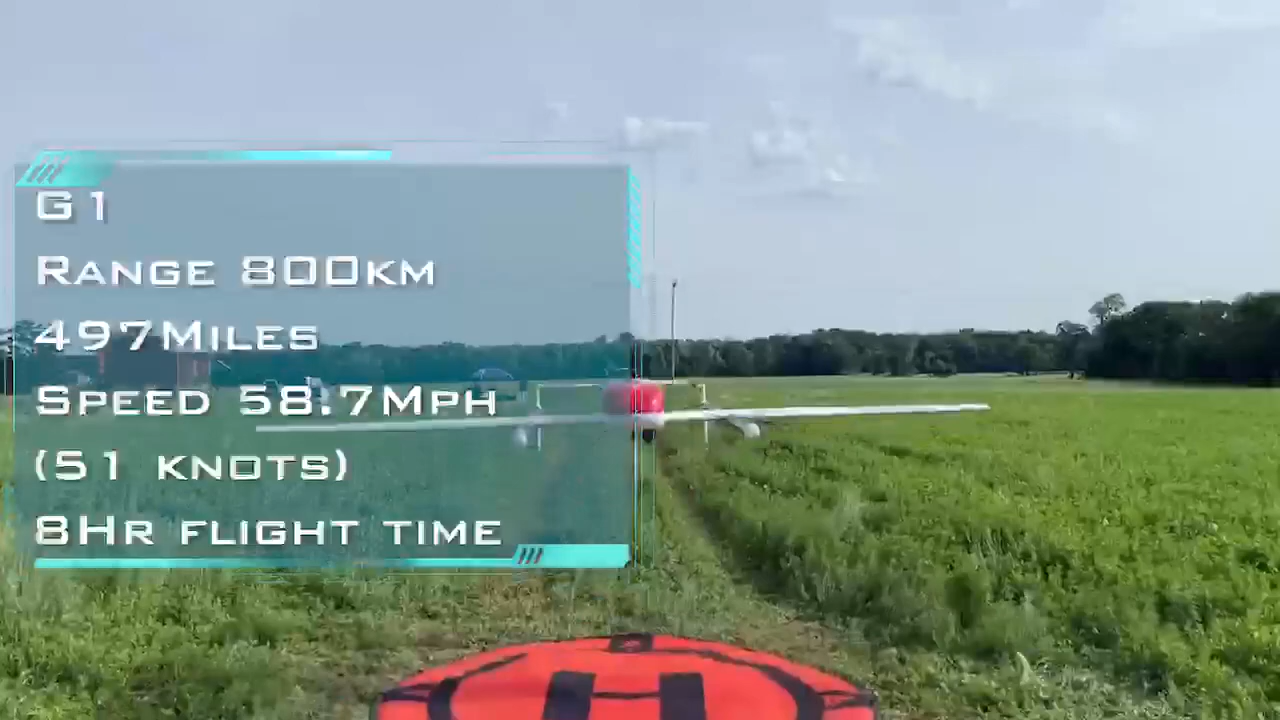 G1
RANGE 800KM
497MILES
SPEED 58.7MPH
(51 KNOTS)
8HR FLIGHT TIME
H